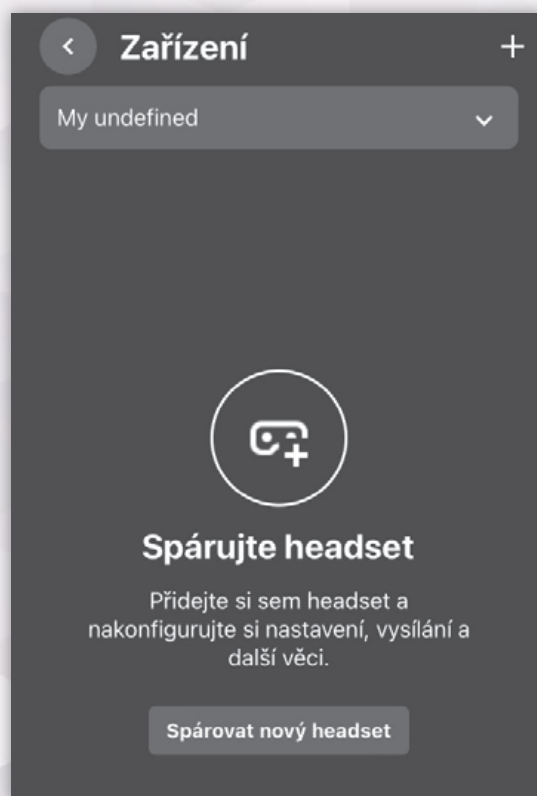 Zařízení
My undefined
Spárujte headset
Přidejte si sem headset a
nakonfigurujte si nastavení, vysílání a
další věci.
Spárovat nový headset